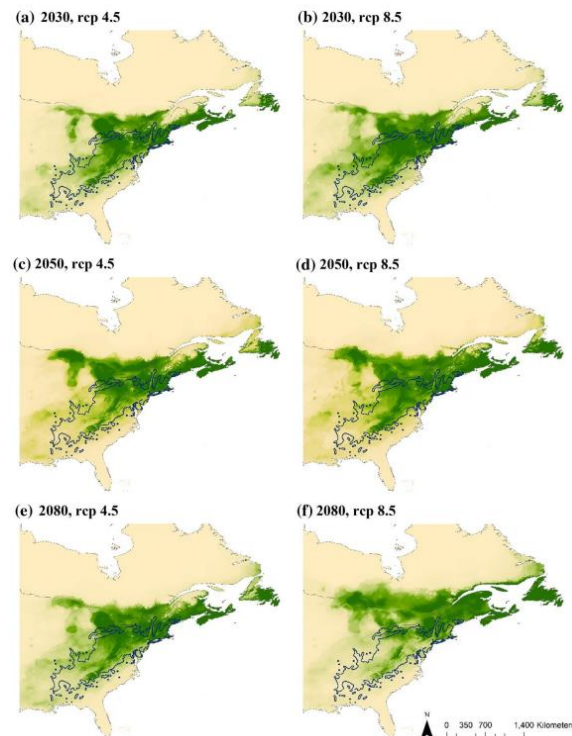 (a) 2030, rcp 4.5
(b) 2030, rcp 8.5
(c) 2050, rcp 4.5
(d) 2050, rcp 8.5
(e) 2080, rcp 4.5
(f) 2080, rcp 8.5
N
0 350 700 1,400 Kilometers